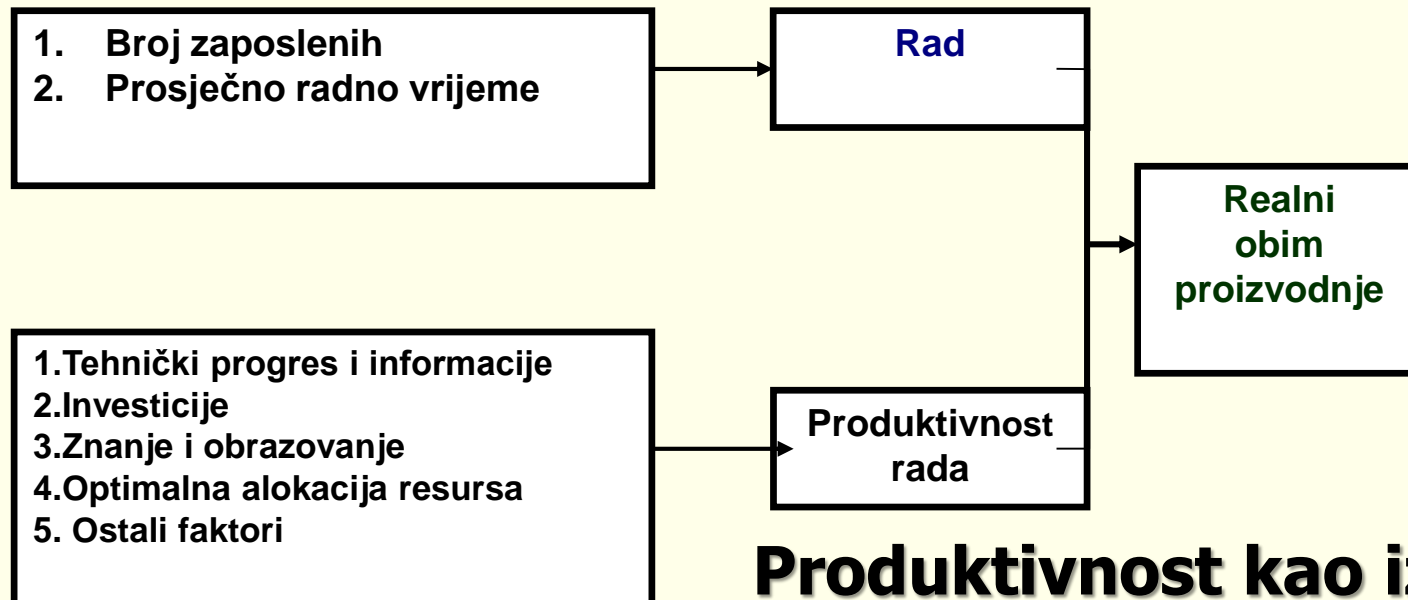 1. Broj zaposlenih
2. Prosječno radno vrijeme
Rad
Realni
obim
proizvodnje
1.Tehnički progres i informacije
2.Investicije
3.Znanje i obrazovanje
4.Optimalna alokacija resursa
5. Ostali faktori
Produktivnost
rada
Produktivnost kao